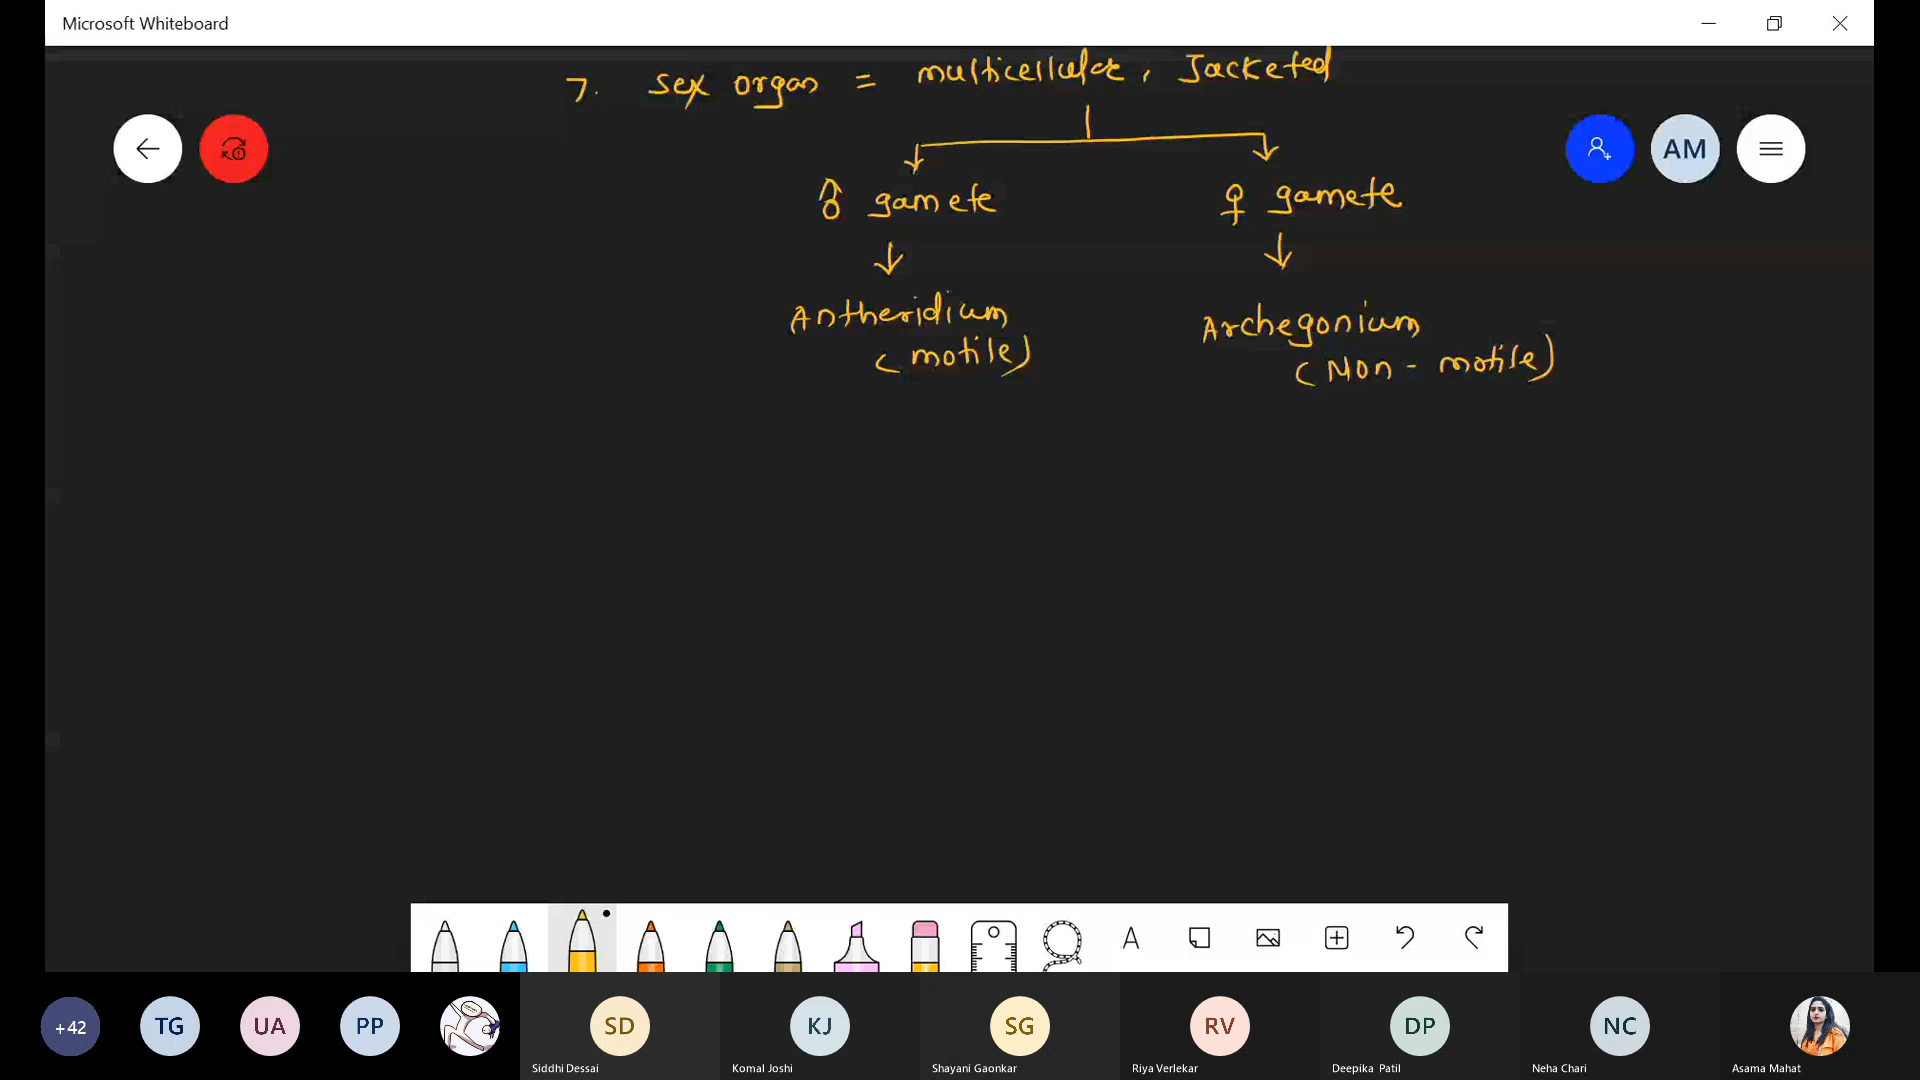 Microsoft Whiteboard
7. Sex organ = multicellular, Jacketed
♂ gamete ♀ gamete
↓ ↓
Antheridium Archegonium
(motile) (Non - motile)
AM
A
+42 TG UA PP SD KJ SG RV DP NC
Siddhi Dessai Komal Joshi Shayani Gaonkar Riya Verlekar Deepika Patil Neha Chari Asama Mahat